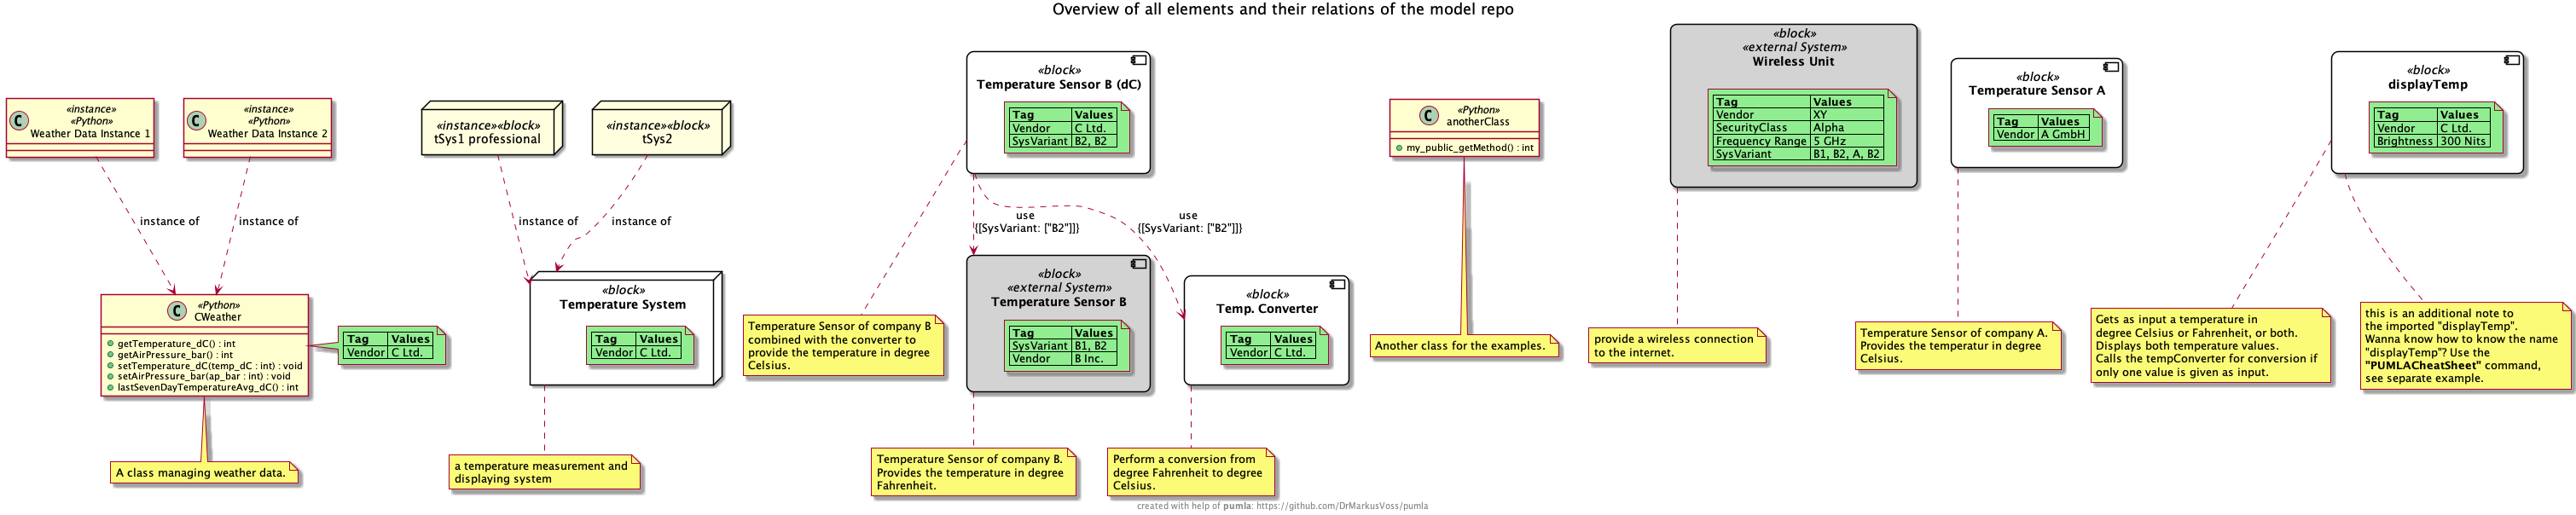 Overview of all elements and their relations of the model repo
«instance»
«Python»
Weather Data Instance 1
«instance»
«Python»
Weather Data Instance 2
instance of
instance of
«Python»
CWeather
getTemperature_dC() : int
getAirPressure_bar() : int
setTemperature_dC(temp_dC : int) : void
setAirPressure_bar(ap_bar : int) : void
lastSevenDayTemperatureAvg_dC() : int
Tag Values
Vendor C Ltd.
A class managing weather data.
«instance»«block»
tSys1 professional
«instance»«block»
tSys2
instance of
instance of
«block»
Temperature System
Tag Values
Vendor C Ltd.
a temperature measurement and
displaying system
«block»
Temperature Sensor B (dC)
Tag Values
Vendor C Ltd.
SysVariant B2, B2
use
{[SysVariant: ["B2"]]}
use
{[SysVariant: ["B2"]]}
Temperature Sensor of company B
combined with the converter to
provide the temperature in degree
Celsius.
«block»
«external System»
Temperature Sensor B
Tag Values
SysVariant B1, B2
Vendor B Inc.
«block»
Temp. Converter
Tag Values
Vendor C Ltd.
Temperature Sensor of company B.
Provides the temperature in degree
Fahrenheit.
Perform a conversion from
degree Fahrenheit to degree
Celsius.
«Python»
anotherClass
my_public_getMethod() : int
Another class for the examples.
«block»
«external System»
Wireless Unit
Tag Values
Vendor XY
SecurityClass Alpha
Frequency Range 5 GHz
SysVariant B1, B2, A, B2
provide a wireless connection
to the internet.
«block»
Temperature Sensor A
Tag Values
Vendor A GmbH
Temperature Sensor of company A.
Provides the temperatur in degree
Celsius.
«block»
displayTemp
Tag Values
Vendor C Ltd.
Brightness 300 Nits
Gets as input a temperature in
degree Celsius or Fahrenheit, or both.
Displays both temperature values.
Calls the tempConverter for conversion if
only one value is given as input.
this is an additional note to
the imported "displayTemp".
Wanna know how to know the name
"displayTemp"? Use the
"PUMLACheatSheet" command,
see separate example.
created with help of pumla: https://github.com/DrMarkusVoss/pumla